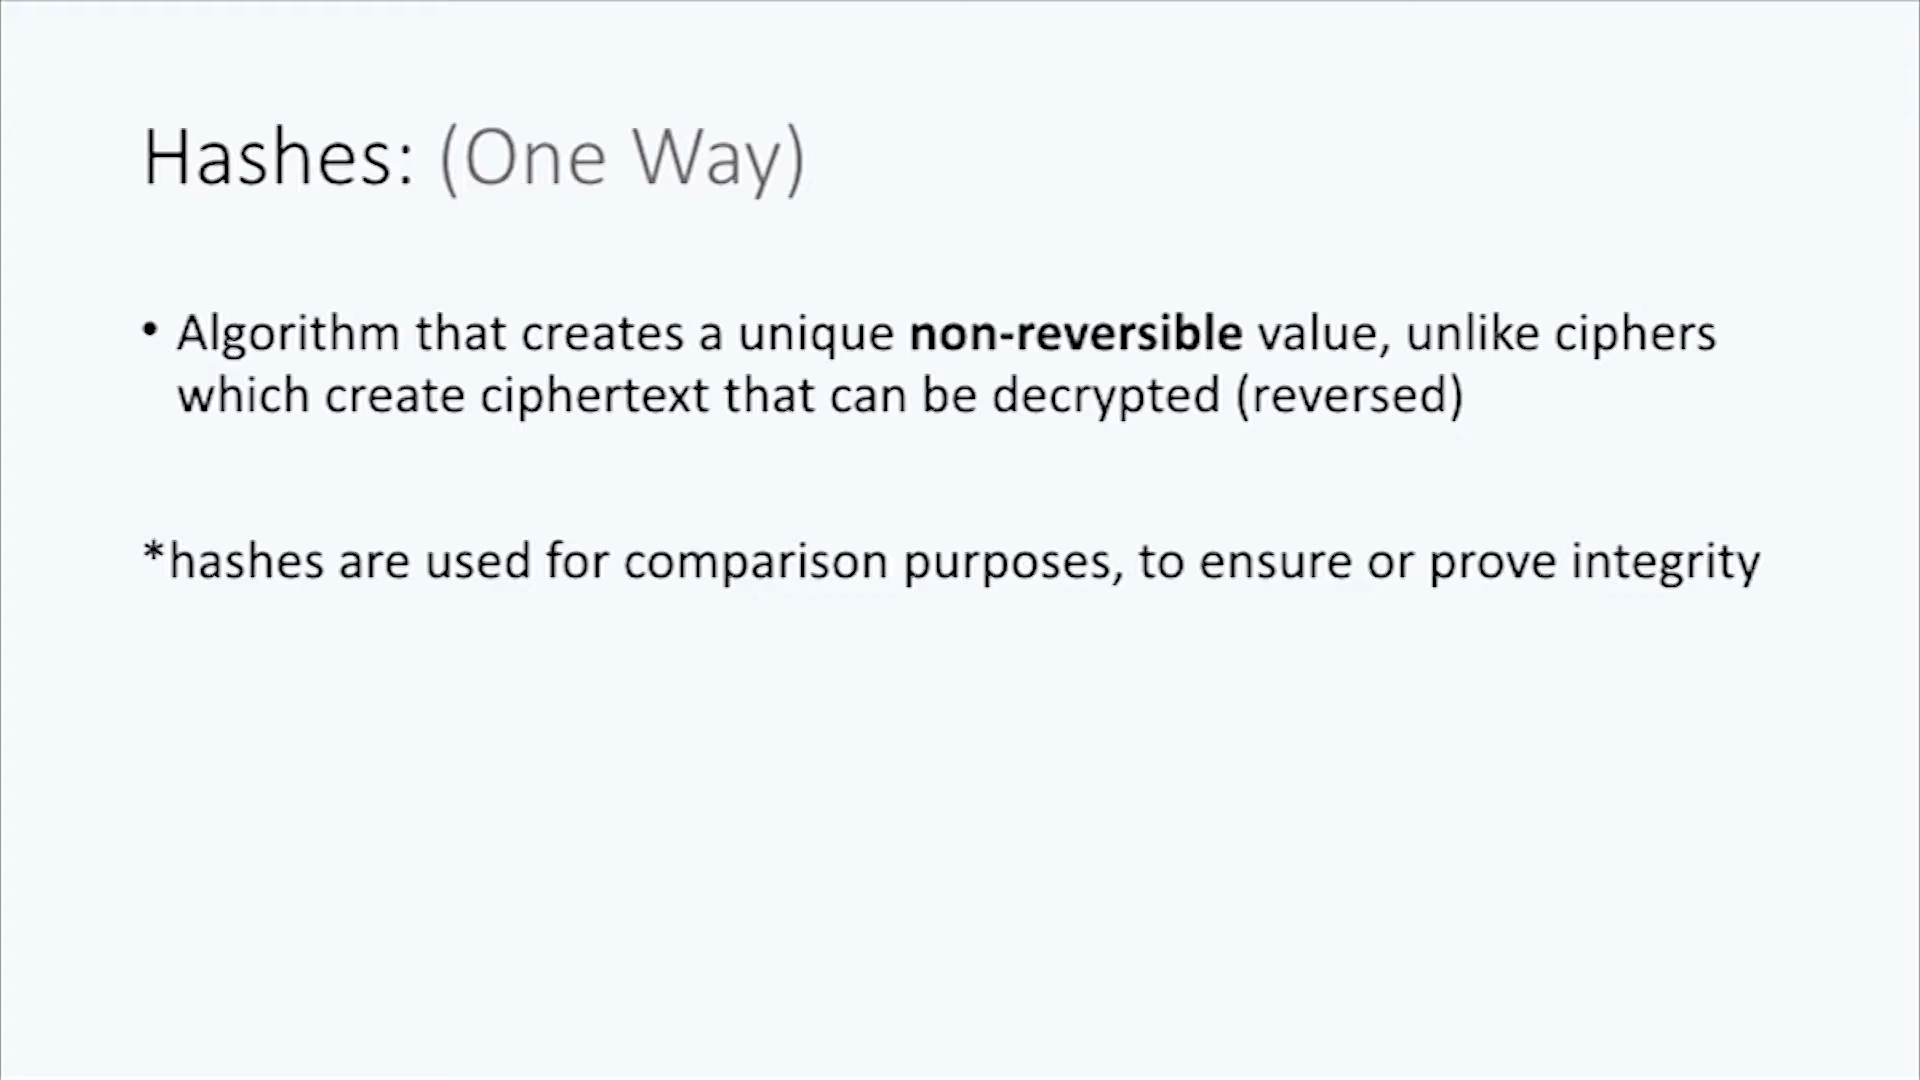 Hashes: (One Way)
• Algorithm that creates a unique non-reversible value, unlike ciphers
which create ciphertext that can be decrypted (reversed)
*hashes are used for comparison purposes, to ensure or prove integrity